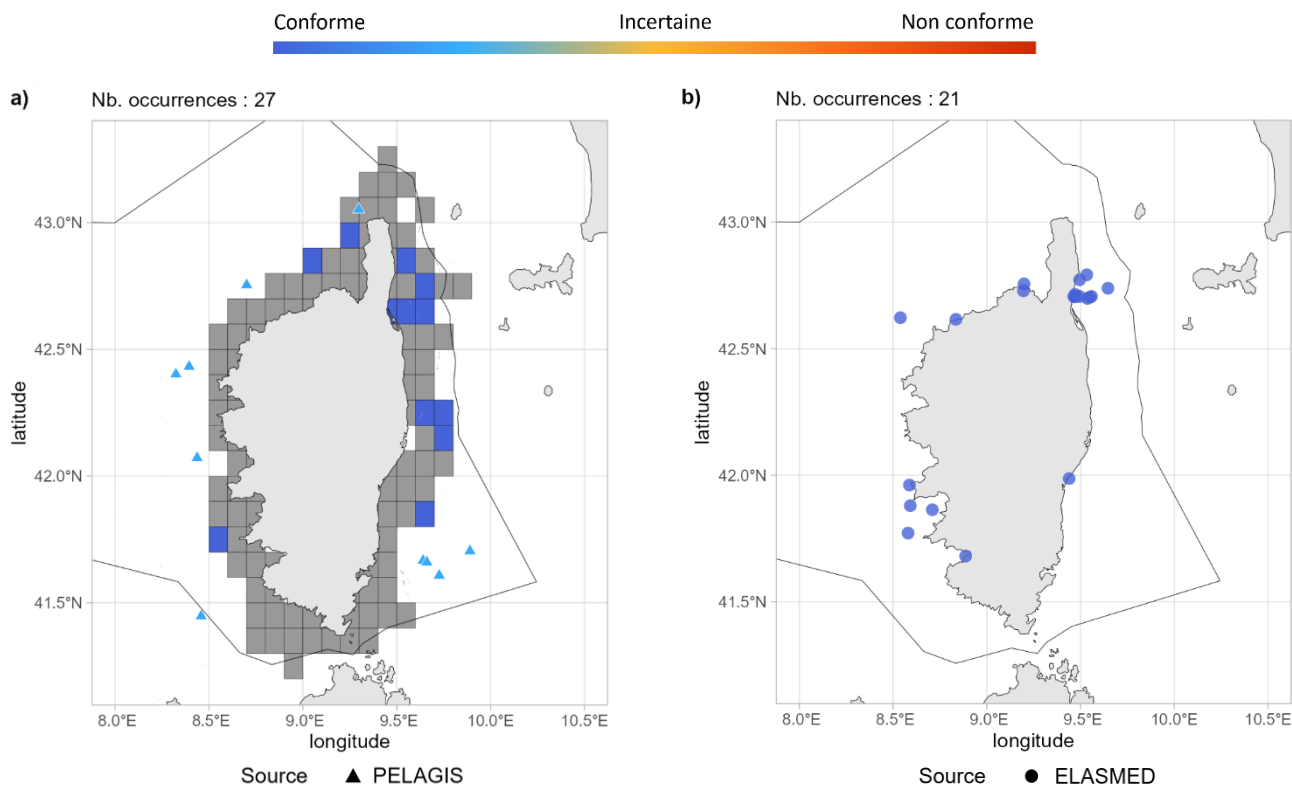 Conforme Incertaine Non conforme
a) Nb. occurrences : 27
b) Nb. occurrences : 21
43.0°N
42.5°N
42.0°N
41.5°N
latitude
8.0°E 8.5°E 9.0°E 9.5°E 10.0°E 10.5°E
longitude
Source PELAGIS
43.0°N
42.5°N
42.0°N
41.5°N
latitude
8.0°E 8.5°E 9.0°E 9.5°E 10.0°E 10.5°E
longitude
Source ELASMED